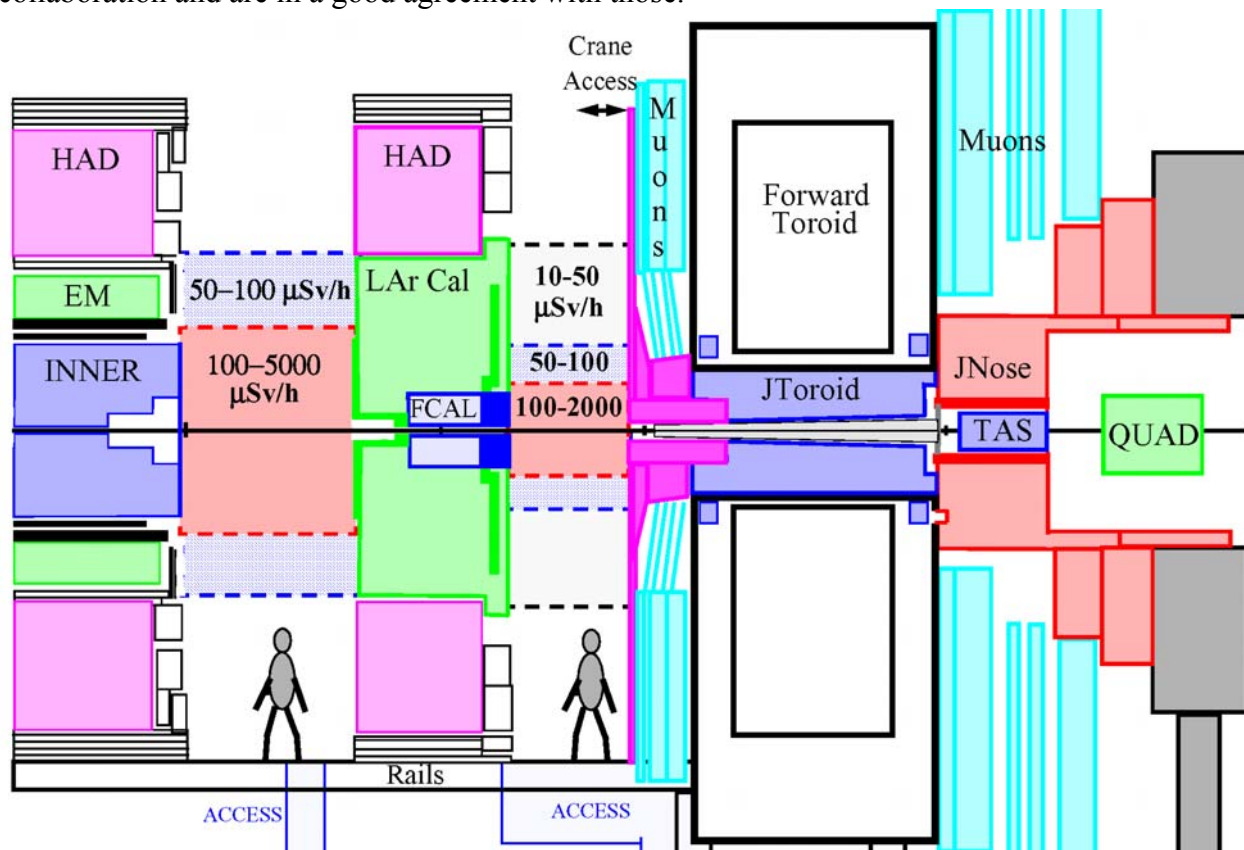 collaboration and are in a good agreement with those.
Crane
Access
HAD
HAD
M
u
o
n
s
Muons
Forward
Toroid
EM
50–100 μSv/h
LAr Cal
10-50
μSv/h
INNER
100–5000
μSv/h
50-100
FCAL
100-2000
JToroid
JNose
TAS
QUAD
Rails
ACCESS
ACCESS